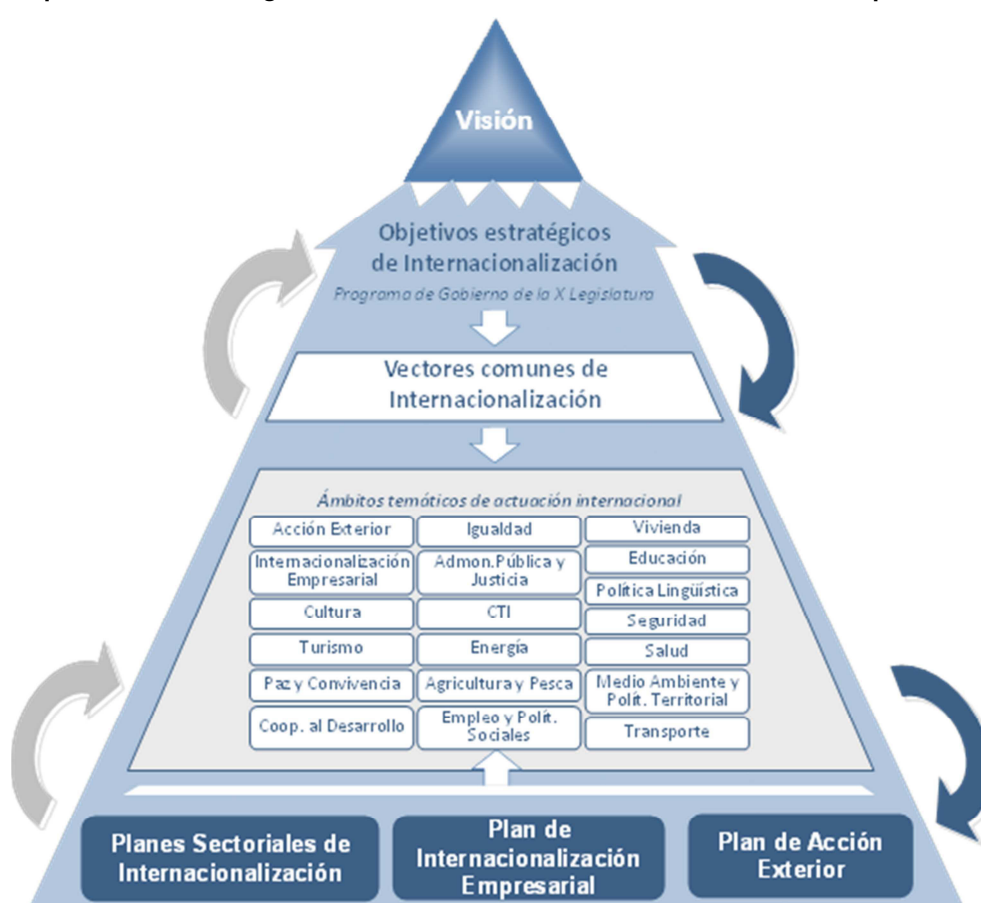 Visión
Objetivos estratégicos
de Internacionalización
Programa de Gobierno de la X Legislatura
Vectores comunes de
Internacionalización
Ámbitos temáticos de actuación internacional
Acción Exterior
Internacionalización
Empresarial
Cultura
Turismo
Paz y Convivencia
Coop. al Desarrollo
Igualdad
Admon.Pública y
Justicia
CTI
Energía
Agricultura y Pesca
Empleo y Polít.
Sociales
Vivienda
Educación
Política Lingüística
Seguridad
Salud
Medio Ambiente y
Polít. Territorial
Transporte
Planes Sectoriales de
Internacionalización
Plan de
Internacionalización
Empresarial
Plan de Acción
Exterior